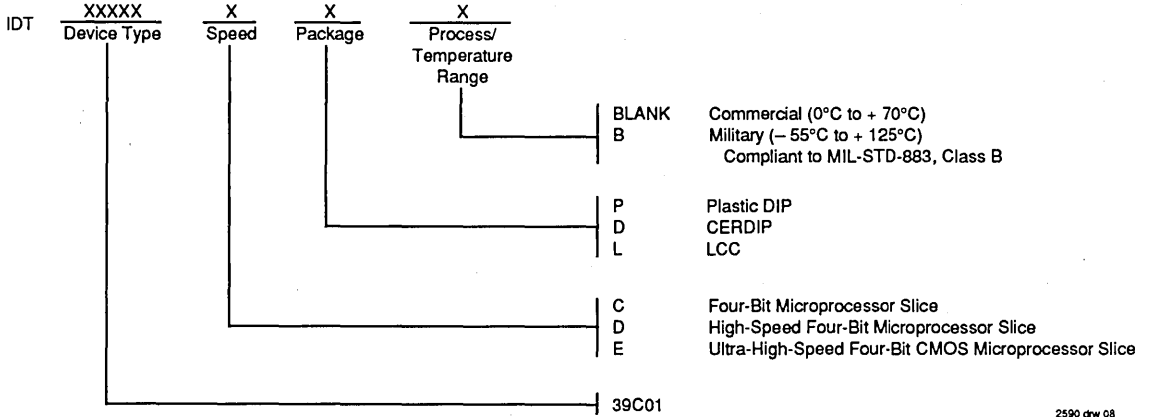 XXXXX X X X
IDT Device Type Speed Package Process/
Temperature
Range
BLANK Commercial (0°C to + 70°C)
B Military (– 55°C to + 125°C)
Compliant to MIL-STD-883, Class B
P Plastic DIP
D CERDIP
L LCC
C Four-Bit Microprocessor Slice
D High-Speed Four-Bit Microprocessor Slice
E Ultra-High-Speed Four-Bit CMOS Microprocessor Slice
39C01
2590 drw 08